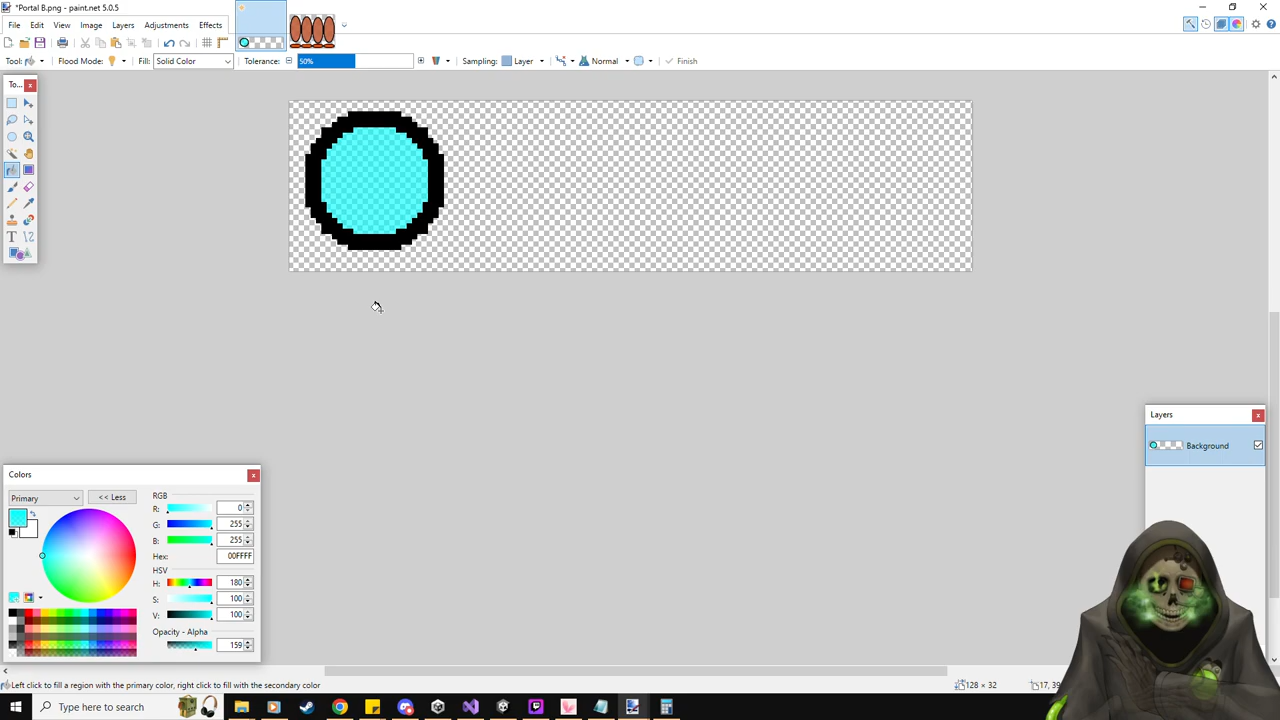 *Portal B.png - paint.net 5.0.5
File Edit View Image Layers Adjustments Effects
Tool: Flood Mode: Fill: Solid Color Tolerance: 50% Sampling: Layer Normal Finish
To...
Layers
Background
Colors
Primary
<< Less
RGB
R: 0
G: 255
B: 255
Hex: 00FFFF
HSV
H: 180
S: 100
V: 100
Opacity - Alpha
159
Left click to fill a region with the primary color, right click to fill with the secondary color
128 × 32
17, 39
Type here to search